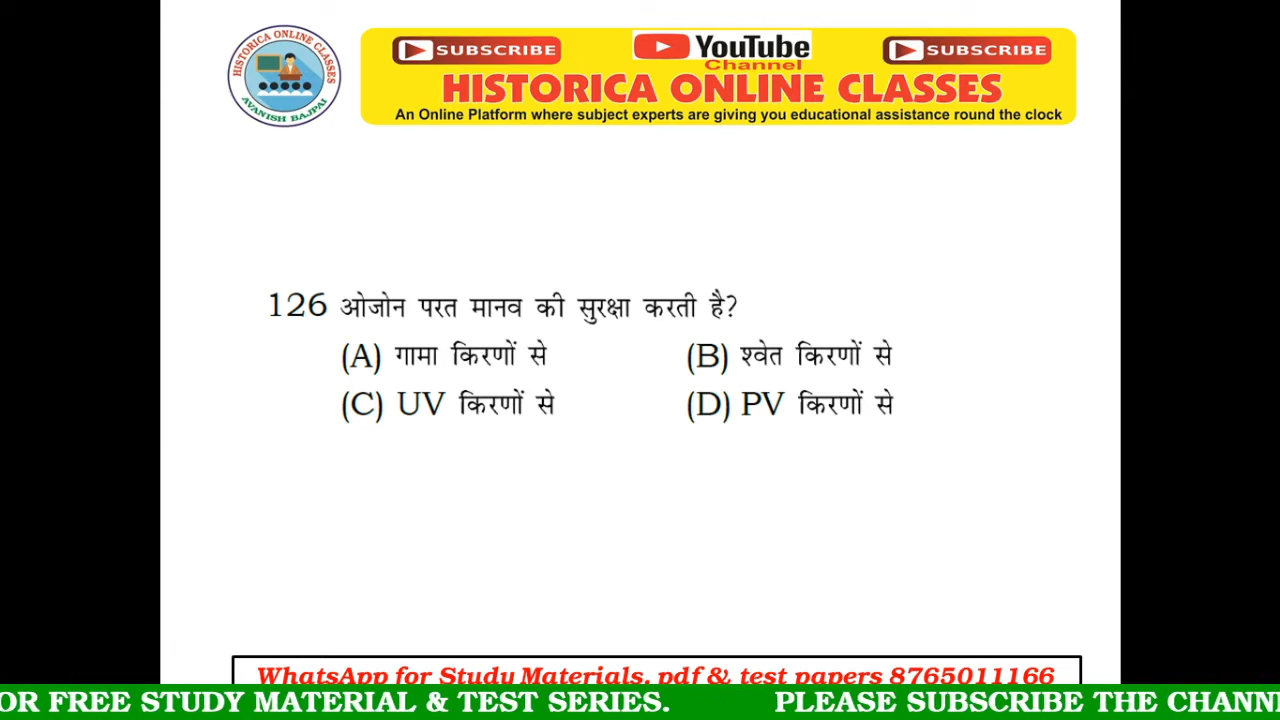 HISTORICA ONLINE CLASSES
AVANISH BAJPAI
SUBSCRIBE YouTube SUBSCRIBE
Channel
HISTORICA ONLINE CLASSES
An Online Platform where subject experts are giving you educational assistance round the clock
126 ओजोन परत मानव की सुरक्षा करती है?
(A) गामा किरणों से (B) श्वेत किरणों से
(C) UV किरणों से (D) PV किरणों से
WhatsApp for Study Materials, pdf & test papers 8765011166
OR FREE STUDY MATERIAL & TEST SERIES. PLEASE SUBSCRIBE THE CHANN